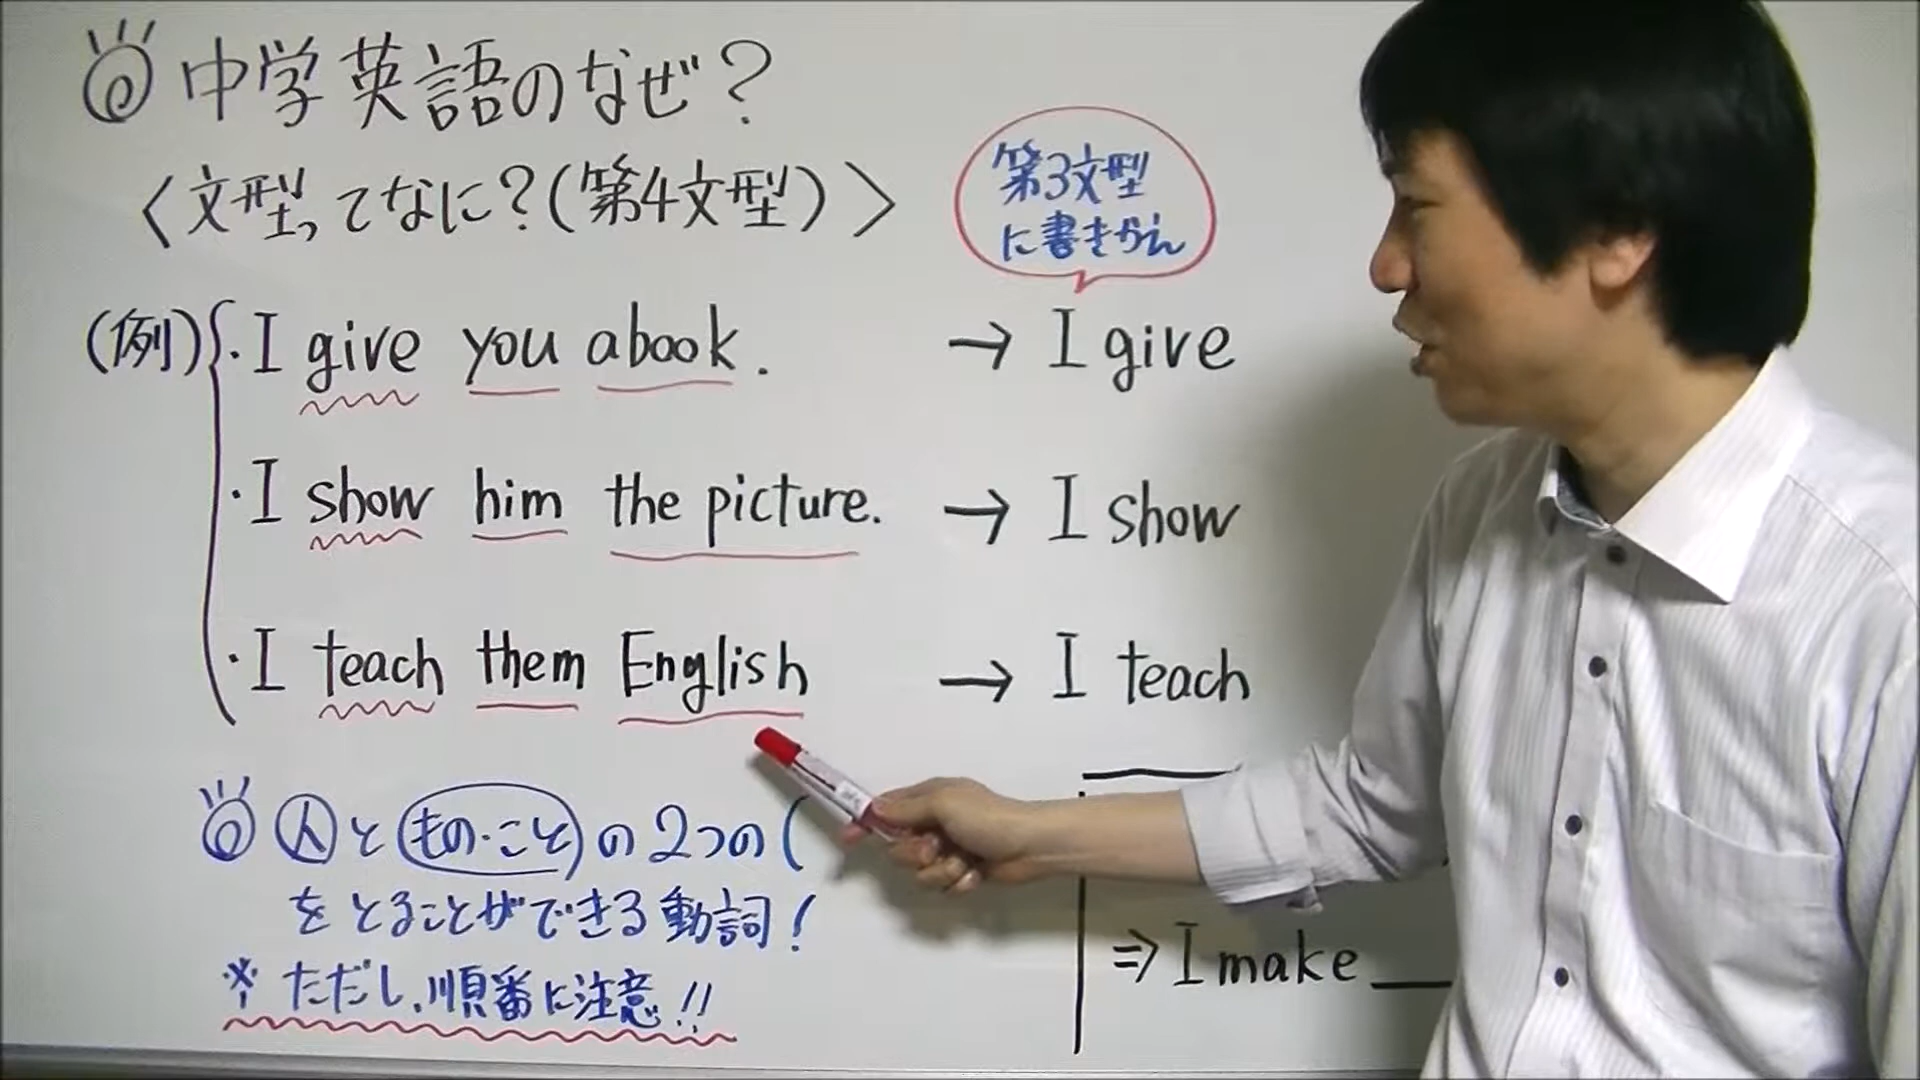 ◎ 中学英語のなぜ?
〈文型ってなに?(第4文型)〉
第3文型
に書きかえ
(例) ・I give you a book. → I give
・I show him the picture. → I show
・I teach them English → I teach
◎ 人 と もの・こと の2つの (
をとることができる動詞!
※ ただし、順番に注意!!
⇒ I make